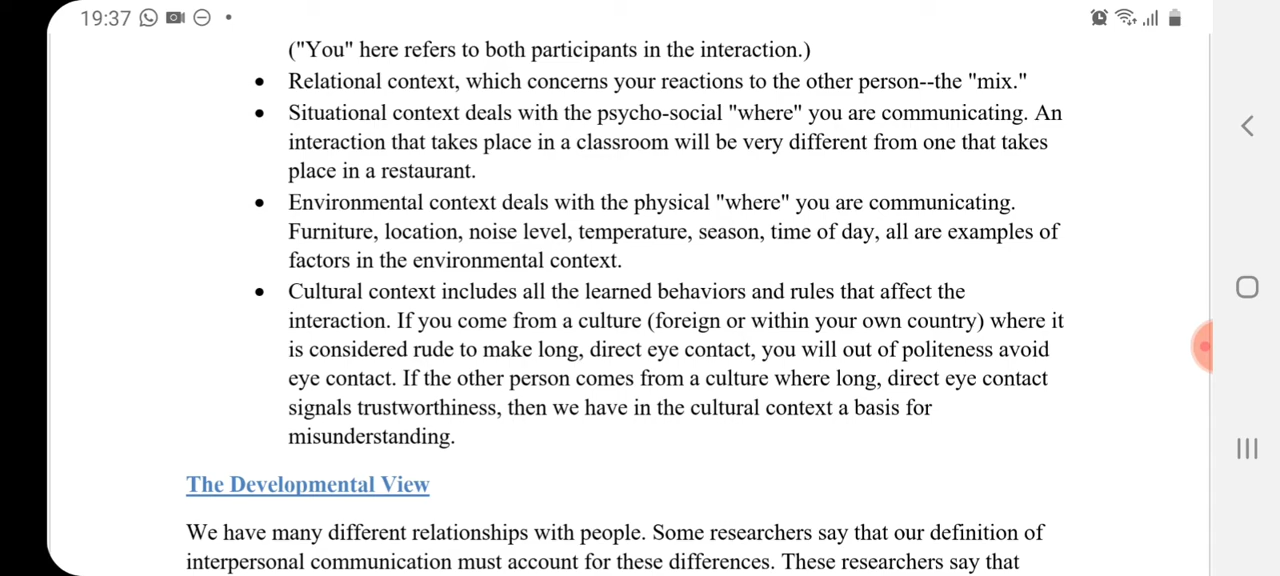 19:37
("You" here refers to both participants in the interaction.)
• Relational context, which concerns your reactions to the other person--the "mix."
• Situational context deals with the psycho-social "where" you are communicating. An
interaction that takes place in a classroom will be very different from one that takes
place in a restaurant.
• Environmental context deals with the physical "where" you are communicating.
Furniture, location, noise level, temperature, season, time of day, all are examples of
factors in the environmental context.
• Cultural context includes all the learned behaviors and rules that affect the
interaction. If you come from a culture (foreign or within your own country) where it
is considered rude to make long, direct eye contact, you will out of politeness avoid
eye contact. If the other person comes from a culture where long, direct eye contact
signals trustworthiness, then we have in the cultural context a basis for
misunderstanding.
The Developmental View
We have many different relationships with people. Some researchers say that our definition of
interpersonal communication must account for these differences. These researchers say that